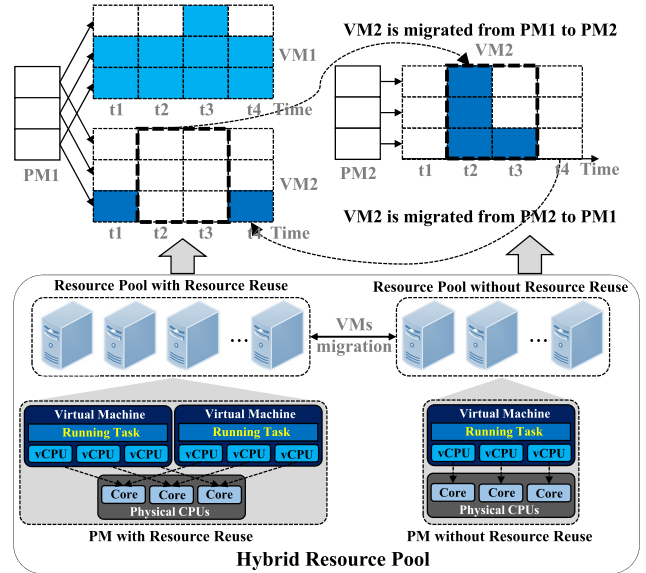 VM2 is migrated from PM1 to PM2
VM1
VM2
t1 t2 t3 t4 Time
PM1
PM2
t1 t2 t3 t4 Time
VM2
VM2 is migrated from PM2 to PM1
t1 t2 t3 t4 Time
Resource Pool with Resource Reuse
Resource Pool without Resource Reuse
... VMs ...
migration
Virtual Machine Virtual Machine Virtual Machine
Running Task Running Task Running Task
vCPU vCPU vCPU vCPU vCPU vCPU vCPU vCPU vCPU
Core Core Core Core Core Core
Physical CPUs Physical CPUs
PM with Resource Reuse PM without Resource Reuse
Hybrid Resource Pool